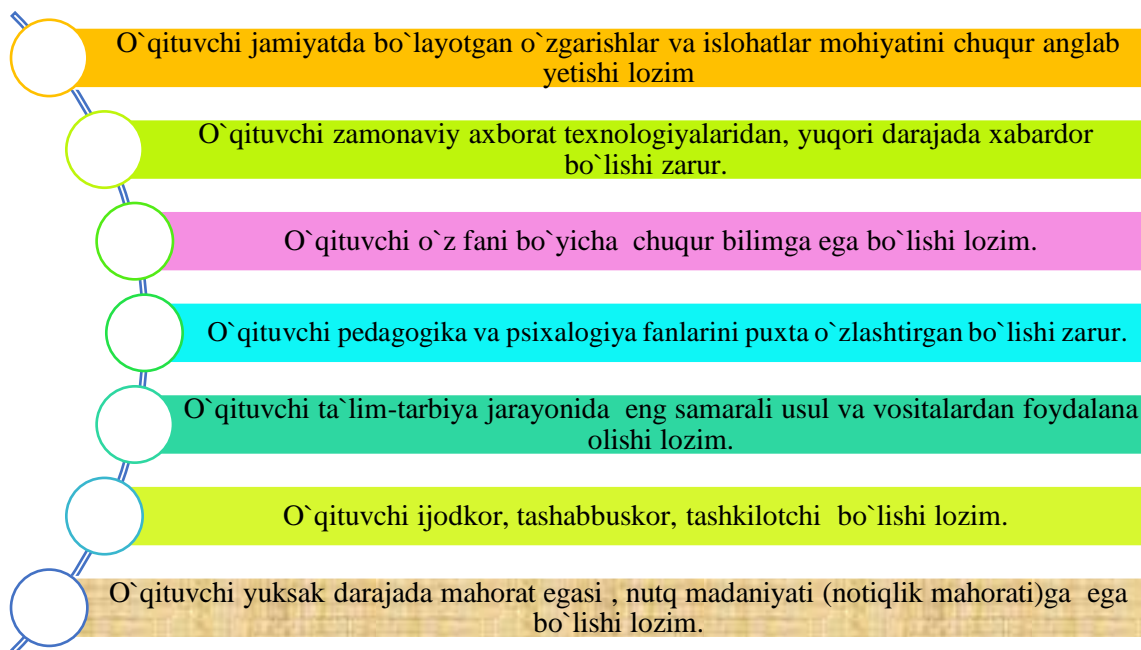 O`qituvchi jamiyatda bo`layotgan o`zgarishlar va islohatlar mohiyatini chuqur anglab
yetishi lozim
O`qituvchi zamonaviy axborat texnologiyalaridan, yuqori darajada xabardor
bo`lishi zarur.
O`qituvchi o`z fani bo`yicha chuqur bilimga ega bo`lishi lozim.
O`qituvchi pedagogika va psixalogiya fanlarini puxta o`zlashtirgan bo`lishi zarur.
O`qituvchi ta`lim-tarbiya jarayonida eng samarali usul va vositalardan foydalana
olishi lozim.
O`qituvchi ijodkor, tashabbuskor, tashkilotchi bo`lishi lozim.
O`qituvchi yuksak darajada mahorat egasi , nutq madaniyati (notiqlik mahorati)ga ega
bo`lishi lozim.